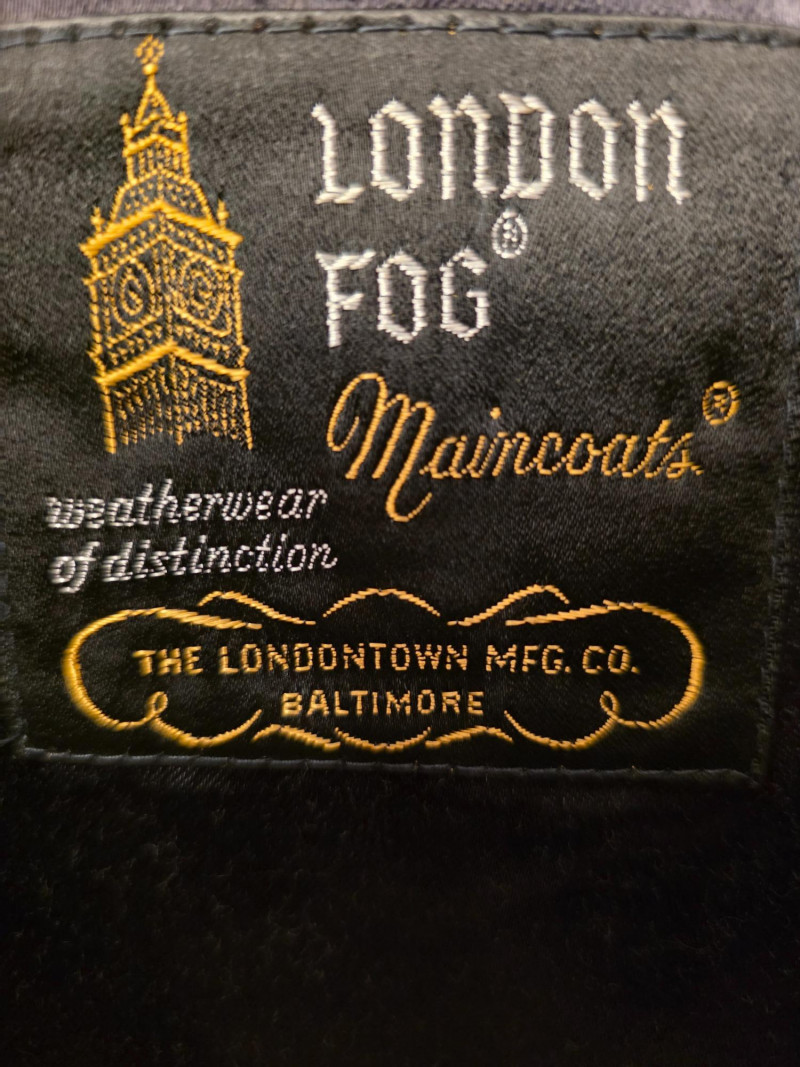 LONDON
FOG®
Maincoats®
weatherwear
of distinction
THE LONDONTOWN MFG. CO.
BALTIMORE